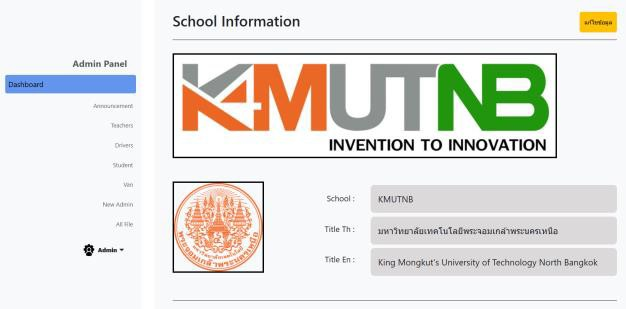 School Information
แก้ไขข้อมูล
Admin Panel
Dashboard
Announcement
Teachers
Drivers
Student
Van
New Admin
All File
Admin
KMUTNB
INVENTION TO INNOVATION
School :
KMUTNB
Title Th :
มหาวิทยาลัยเทคโนโลยีพระจอมเกล้าพระนครเหนือ
Title En :
King Mongkut's University of Technology North Bangkok